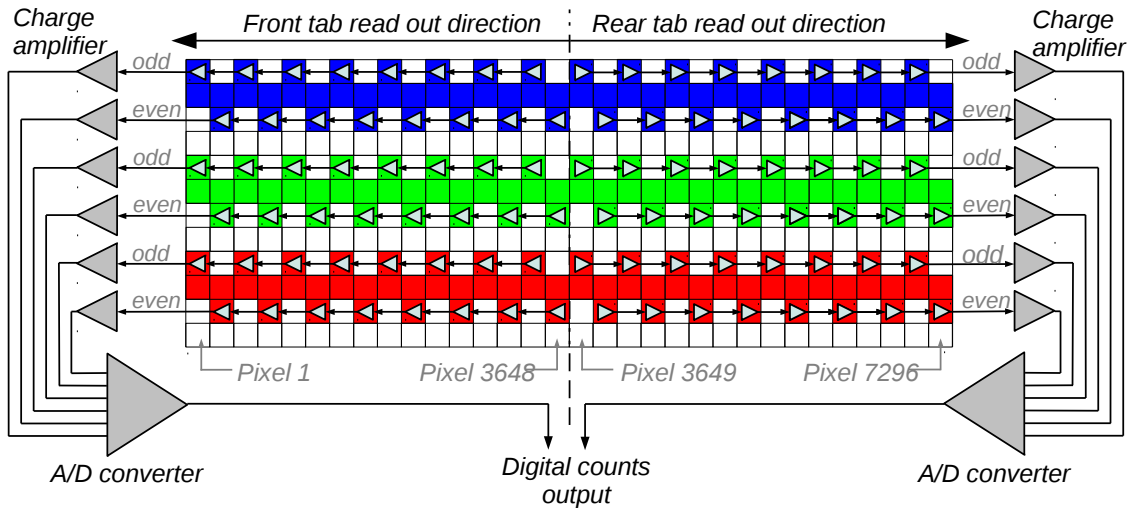 Front tab read out direction
Rear tab read out direction
Charge
amplifier
Charge
amplifier
odd
odd
even
even
odd
odd
even
even
odd
odd
even
even
Pixel 1
Pixel 3648
Pixel 3649
Pixel 7296
A/D converter
Digital counts
output
A/D converter